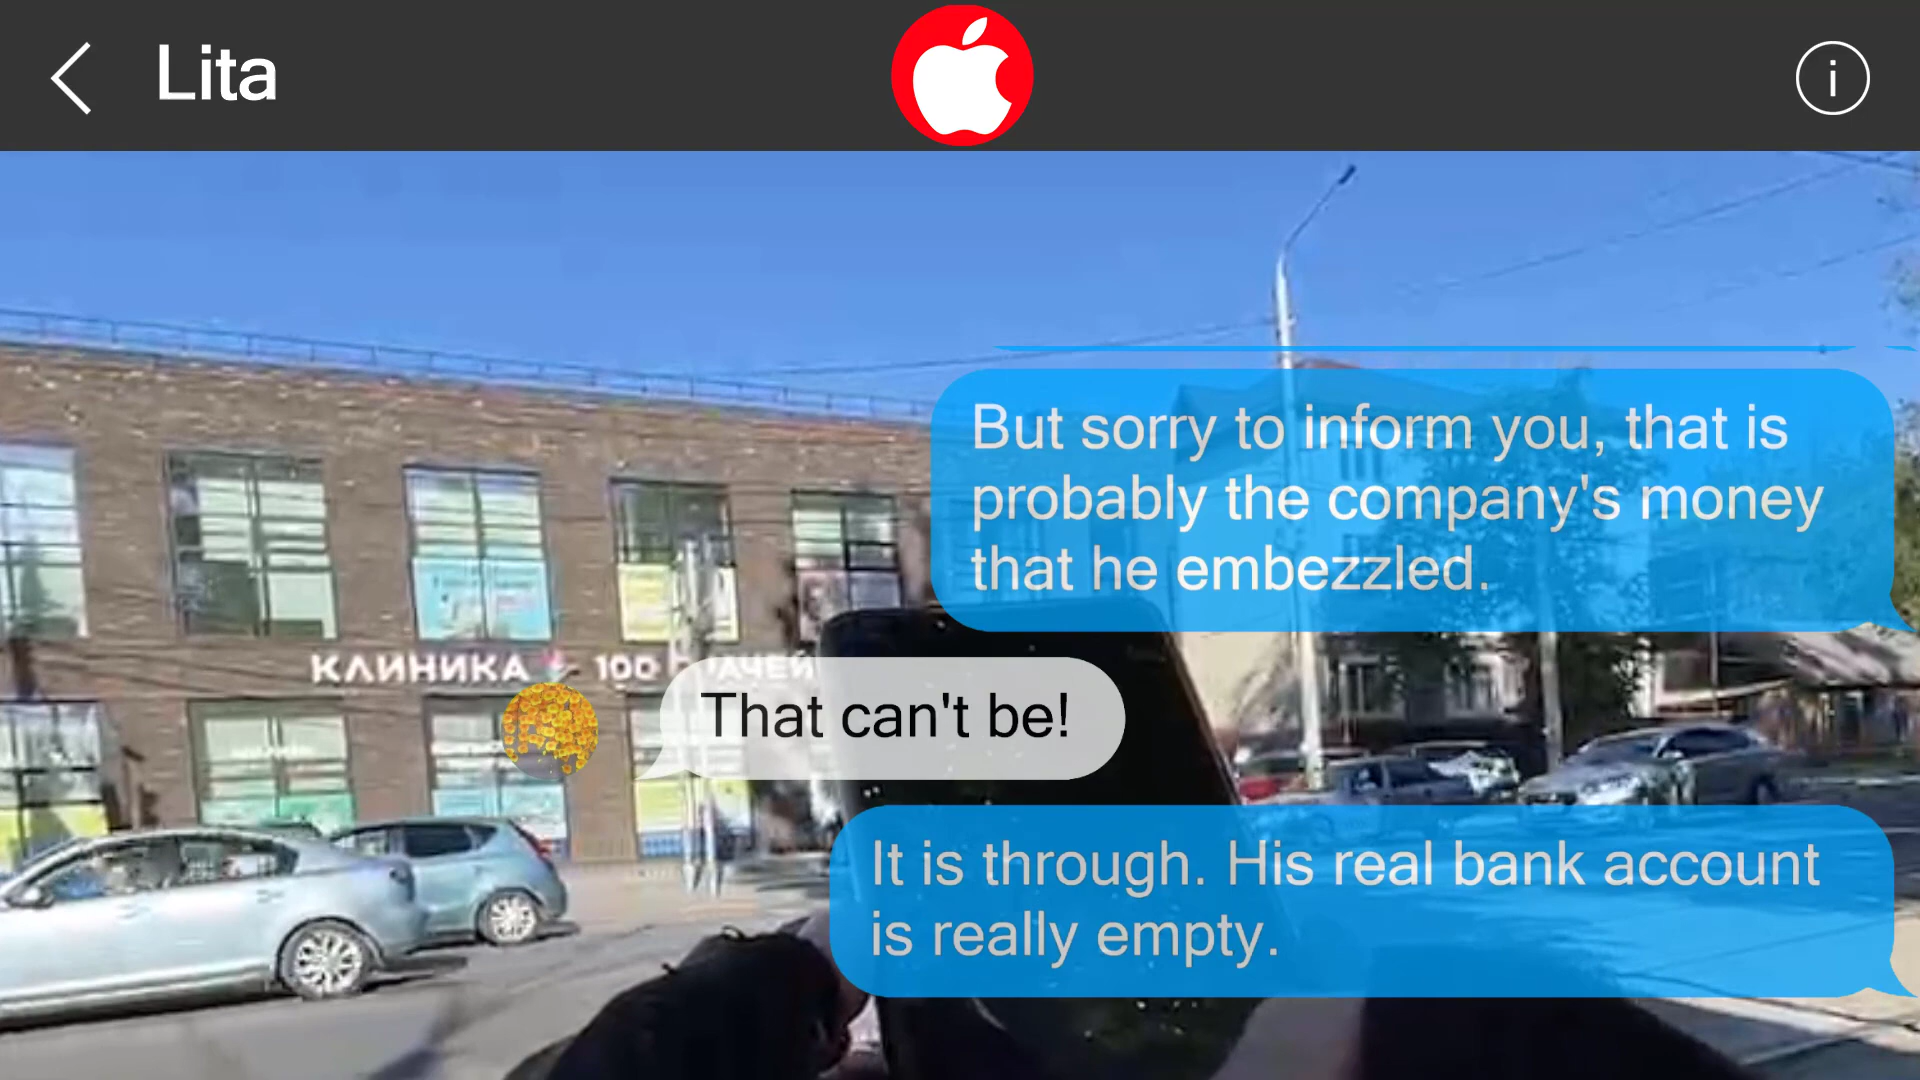 Lita
But sorry to inform you, that is
probably the company's money
that he embezzled.
КЛИНИКА 100
That can't be!
It is through. His real bank account
is really empty.